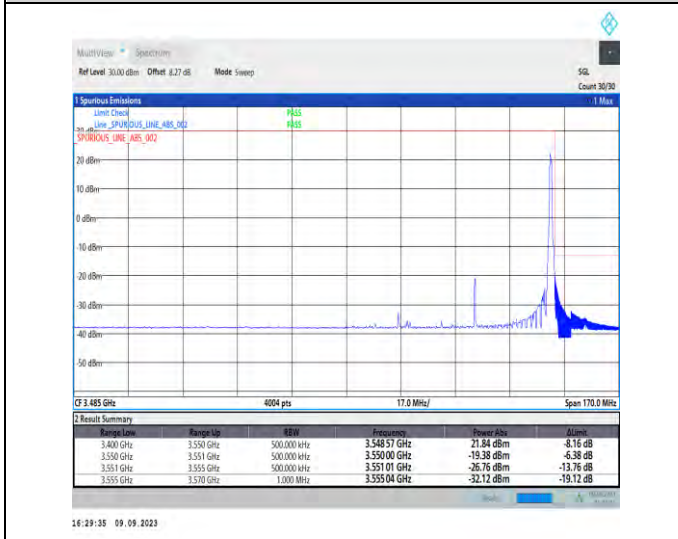 MultiView Spectrum
Ref Level 30.00 dBm Offset 8.27 dB Mode Sweep SGL
Count 30/30
1 Spurious Emissions 1 Max
Limit Check PASS
Line _SPURIOUS_LINE_ABS_002 PASS
_SPURIOUS_LINE_ABS_002
20 dBm
10 dBm
0 dBm
-10 dBm
-20 dBm
-30 dBm
-40 dBm
-50 dBm
CF 3.485 GHz 4004 pts 17.0 MHz/ Span 170.0 MHz
2 Result Summary
Range Low Range Up RBW Frequency Power Abs ΔLimit
3.400 GHz 3.550 GHz 500.000 kHz 3.548 57 GHz 21.84 dBm -8.16 dB
3.550 GHz 3.551 GHz 500.000 kHz 3.550 00 GHz -19.38 dBm -6.38 dB
3.551 GHz 3.555 GHz 500.000 kHz 3.551 01 GHz -26.76 dBm -13.76 dB
3.555 GHz 3.570 GHz 1.000 MHz 3.555 04 GHz -32.12 dBm -19.12 dB
16:29:35 09.09.2023